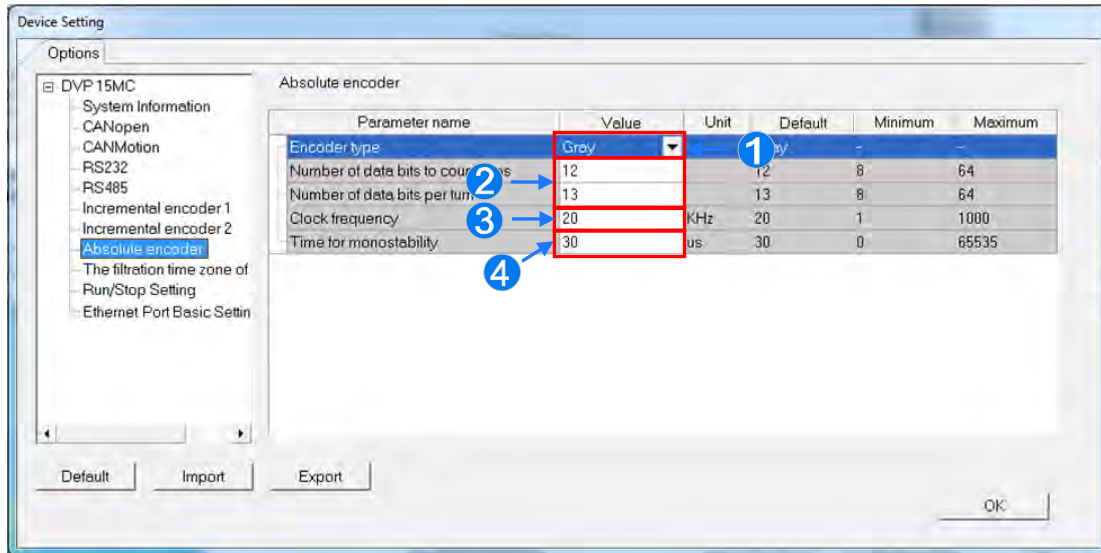 Device Setting
Options
DVP 15MC
System Information
CANopen
CANMotion
RS232
RS485
Incremental encoder 1
Incremental encoder 2
Absolute encoder
The filtration time zone of
Run/Stop Setting
Ethernet Port Basic Settin
Absolute encoder
Parameter name Value Unit Default Minimum Maximum
Encoder type Gray 1 - -
Number of data bits to 2 12 12 8 64
Number of data bits per turn 13 13 8 64
Clock frequency 3 20 KHz 20 1 1000
Time for monostability 30 us 30 0 65535
4
Default Import Export
OK